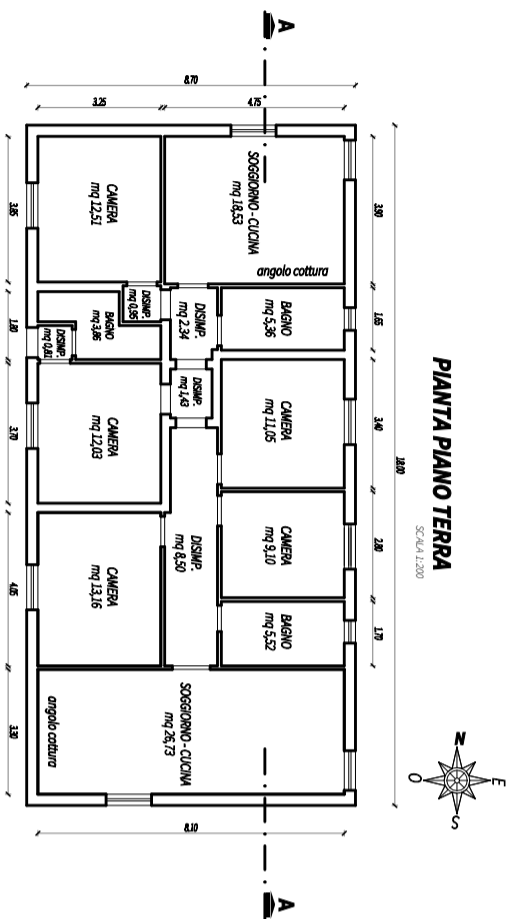 PIANTA PIANO TERRA
SCALA 1:200
N
E
S
O
A
A
18.00
3.90
1.65
3.40
2.80
1.70
8.70
3.25
4.75
8.10
3.85
1.80
3.70
4.05
3.30
SOGGIORNO - CUCINA
mq 18,53
angolo cottura
BAGNO
mq 5,36
CAMERA
mq 11,05
CAMERA
mq 9,10
BAGNO
mq 5,52
DISIMP.
mq 2,34
DISIMP.
mq 1,43
DISIMP.
mq 8,50
SOGGIORNO - CUCINA
mq 26,73
angolo cottura
CAMERA
mq 12,51
DISIMP.
mq 0,95
BAGNO
mq 3,86
DISIMP.
mq 0,81
CAMERA
mq 12,03
CAMERA
mq 13,16